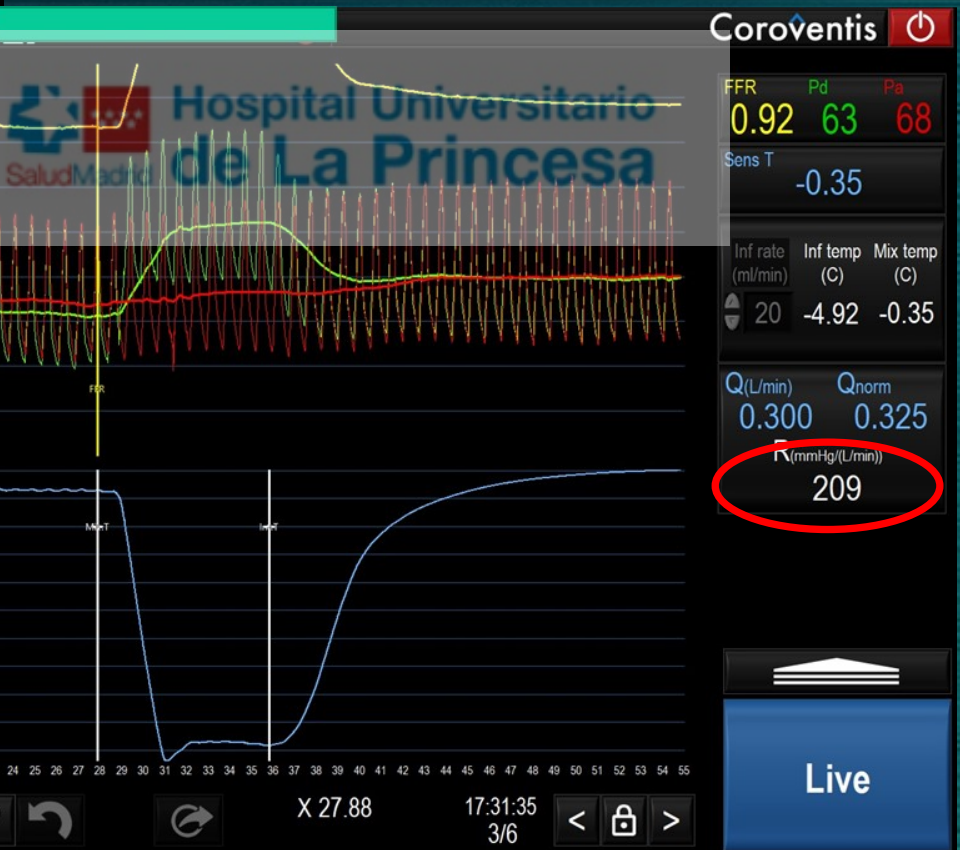 Coroventis
Hospital Universitario
de La Princesa
SaludMadrid
FFR Pd Pa
0.92 63 68
Sens T
-0.35
Inf rate Inf temp Mix temp
(ml/min) (C) (C)
20 -4.92 -0.35
Q(L/min) Qnorm
0.300 0.325
R(mmHg/(L/min))
209
FFR
24 25 26 27 28 29 30 31 32 33 34 35 36 37 38 39 40 41 42 43 44 45 46 47 48 49 50 51 52 53 54 55
X 27.88
17:31:35
3/6
< >
Live